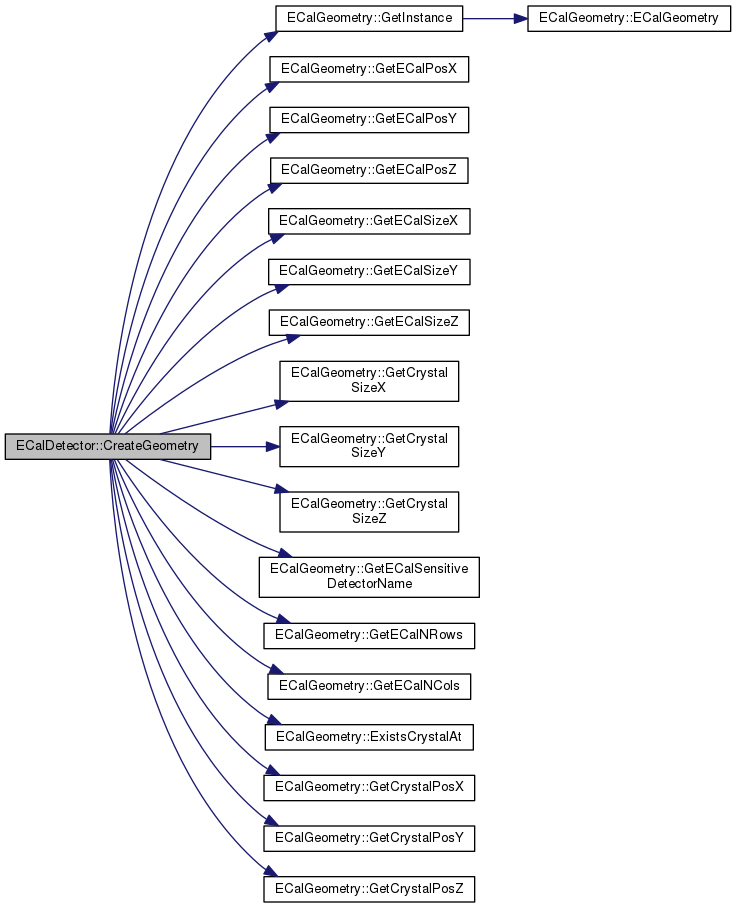 ECalGeometry::GetInstance
ECalGeometry::ECalGeometry
ECalGeometry::GetECalPosX
ECalGeometry::GetECalPosY
ECalGeometry::GetECalPosZ
ECalGeometry::GetECalSizeX
ECalGeometry::GetECalSizeY
ECalGeometry::GetECalSizeZ
ECalGeometry::GetCrystal
SizeX
ECalDetector::CreateGeometry
ECalGeometry::GetCrystal
SizeY
ECalGeometry::GetCrystal
SizeZ
ECalGeometry::GetECalSensitive
DetectorName
ECalGeometry::GetECalNRows
ECalGeometry::GetECalNCols
ECalGeometry::ExistsCrystalAt
ECalGeometry::GetCrystalPosX
ECalGeometry::GetCrystalPosY
ECalGeometry::GetCrystalPosZ